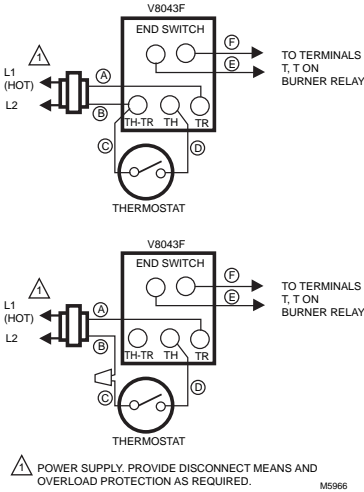 V8043F
END SWITCH
F
E
TO TERMINALS
T, T ON
BURNER RELAY
1
L1
(HOT)
L2
A
B
TH-TR TH TR
C
D
THERMOSTAT
V8043F
END SWITCH
F
E
TO TERMINALS
T, T ON
BURNER RELAY
1
L1
(HOT)
L2
A
B
TH-TR TH TR
C
D
THERMOSTAT
1 POWER SUPPLY. PROVIDE DISCONNECT MEANS AND
OVERLOAD PROTECTION AS REQUIRED.
M5966